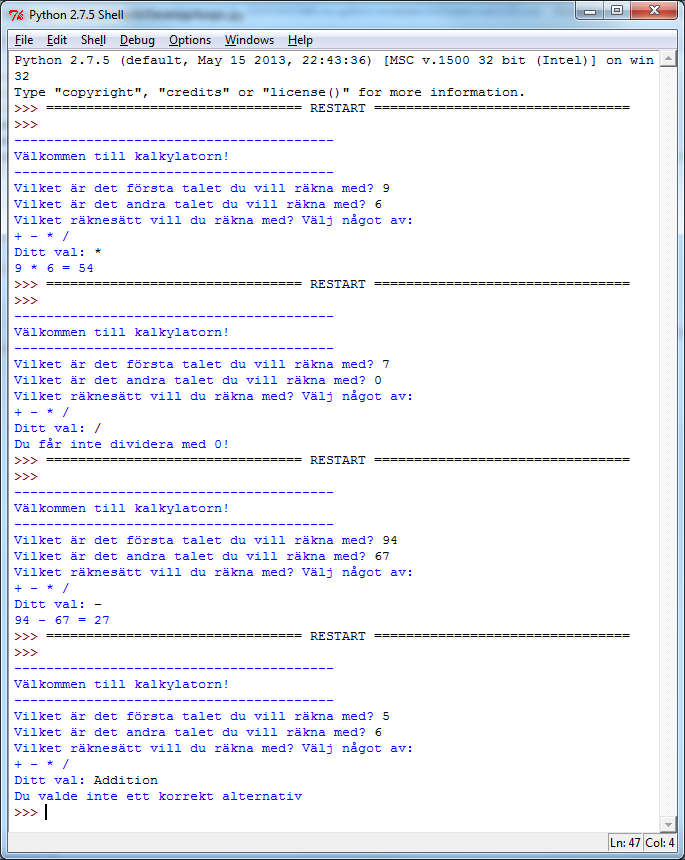 Python 2.7.5 Shell
File Edit Shell Debug Options Windows Help
Python 2.7.5 (default, May 15 2013, 22:43:36) [MSC v.1500 32 bit (Intel)] on win
32
Type "copyright", "credits" or "license()" for more information.
>>> ================================ RESTART ================================
>>>
----------------------------------------
Välkommen till kalkylatorn!
----------------------------------------
Vilket är det första talet du vill räkna med? 9
Vilket är det andra talet du vill räkna med? 6
Vilket räknesätt vill du räkna med? Välj något av:
+ - * /
Ditt val: *
9 * 6 = 54
>>> ================================ RESTART ================================
>>>
----------------------------------------
Välkommen till kalkylatorn!
----------------------------------------
Vilket är det första talet du vill räkna med? 7
Vilket är det andra talet du vill räkna med? 0
Vilket räknesätt vill du räkna med? Välj något av:
+ - * /
Ditt val: /
Du får inte dividera med 0!
>>> ================================ RESTART ================================
>>>
----------------------------------------
Välkommen till kalkylatorn!
----------------------------------------
Vilket är det första talet du vill räkna med? 94
Vilket är det andra talet du vill räkna med? 67
Vilket räknesätt vill du räkna med? Välj något av:
+ - * /
Ditt val: -
94 - 67 = 27
>>> ================================ RESTART ================================
>>>
----------------------------------------
Välkommen till kalkylatorn!
----------------------------------------
Vilket är det första talet du vill räkna med? 5
Vilket är det andra talet du vill räkna med? 6
Vilket räknesätt vill du räkna med? Välj något av:
+ - * /
Ditt val: Addition
Du valde inte ett korrekt alternativ
>>>
Ln: 47 Col: 4